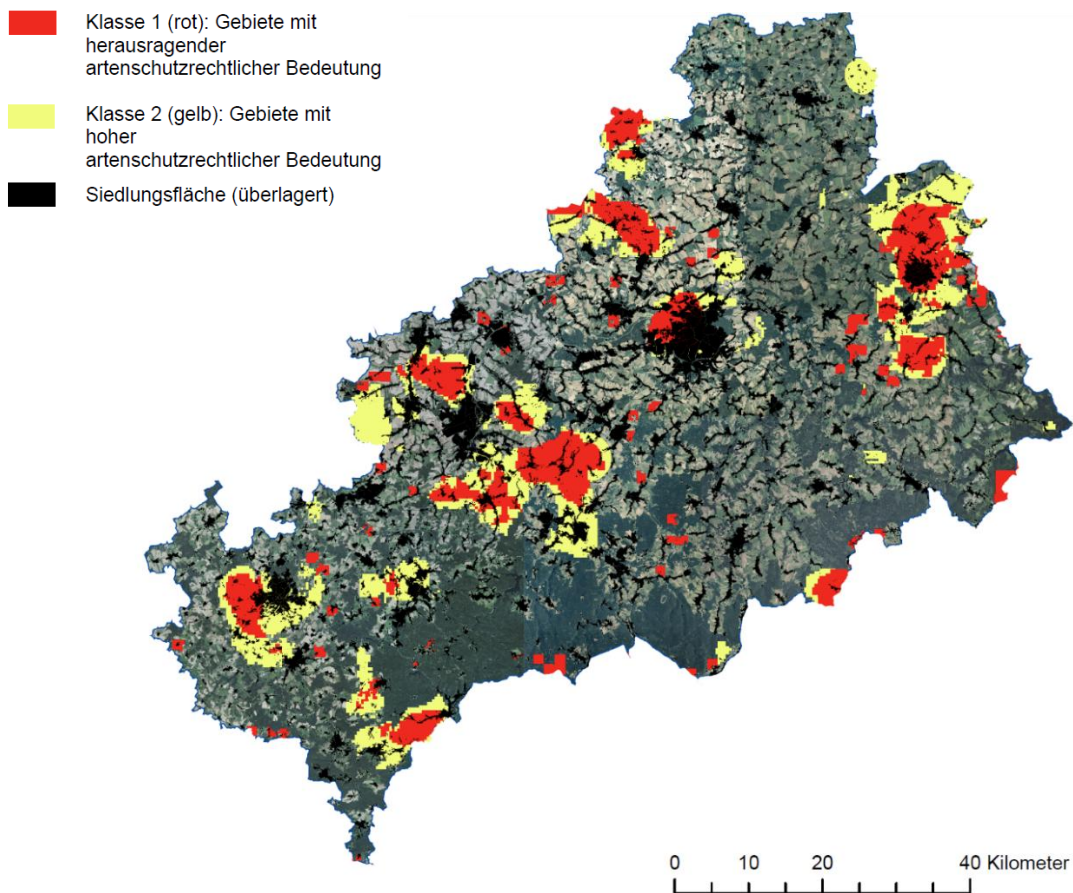 Klasse 1 (rot): Gebiete mit
herausragender
artenschutzrechtlicher Bedeutung
Klasse 2 (gelb): Gebiete mit
hoher
artenschutzrechtlicher Bedeutung
Siedlungsfläche (überlagert)
0 10 20 40 Kilometer